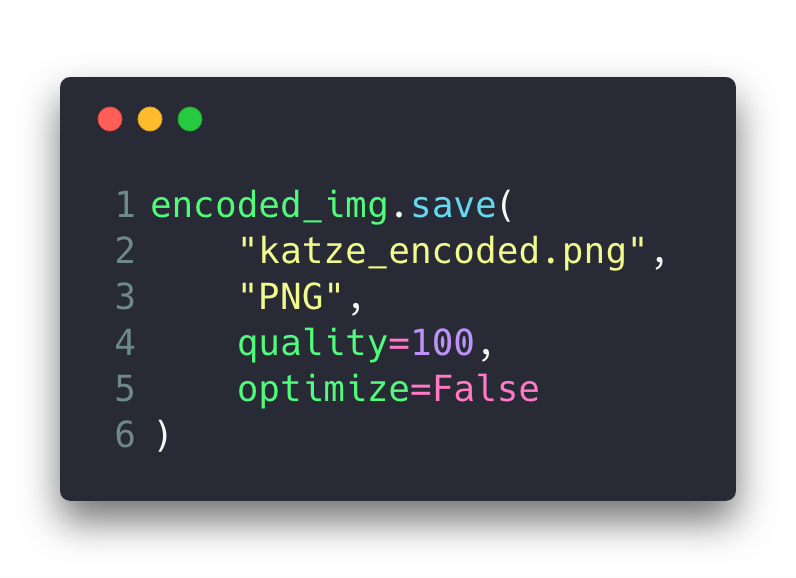 1 encoded_img.save(
2     "katze_encoded.png",
3     "PNG",
4     quality=100,
5     optimize=False
6 )